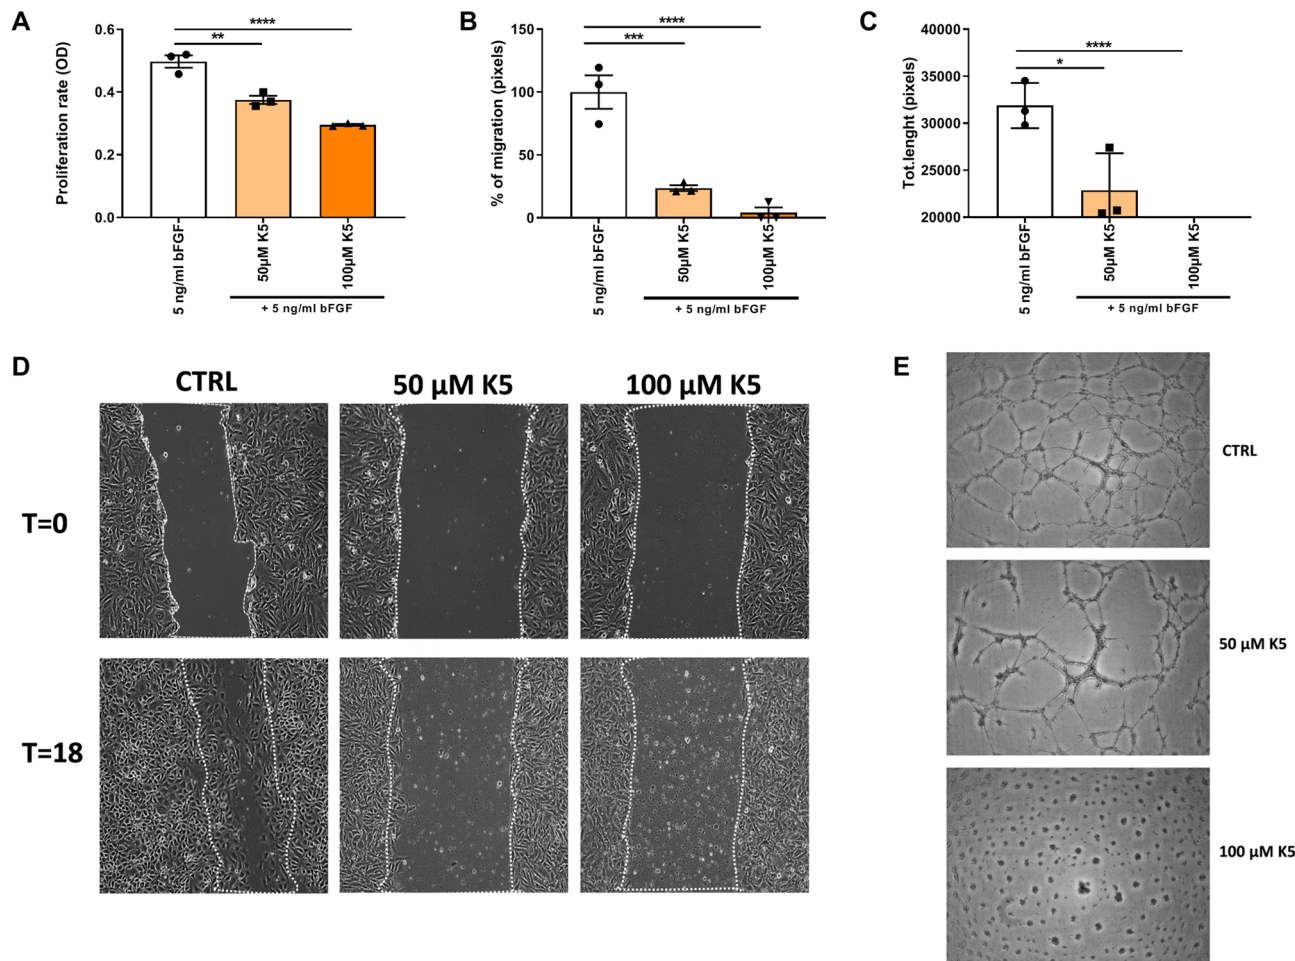 A
B
C
****
**
0.6
0.4
0.2
0.0
Proliferation rate (OD)
5 ng/ml bFGF
50µM K5
100µM K5
+ 5 ng/ml bFGF
****
***
150
100
50
0
% of migration (pixels)
5 ng/ml bFGF
50µM K5
100µM K5
+ 5 ng/ml bFGF
****
*
40000
35000
30000
25000
20000
Tot.lenght (pixels)
5 ng/ml bFGF
50µM K5
100µM K5
+ 5 ng/ml bFGF
D
CTRL
50 µM K5
100 µM K5
T=0
T=18
E
CTRL
50 µM K5
100 µM K5